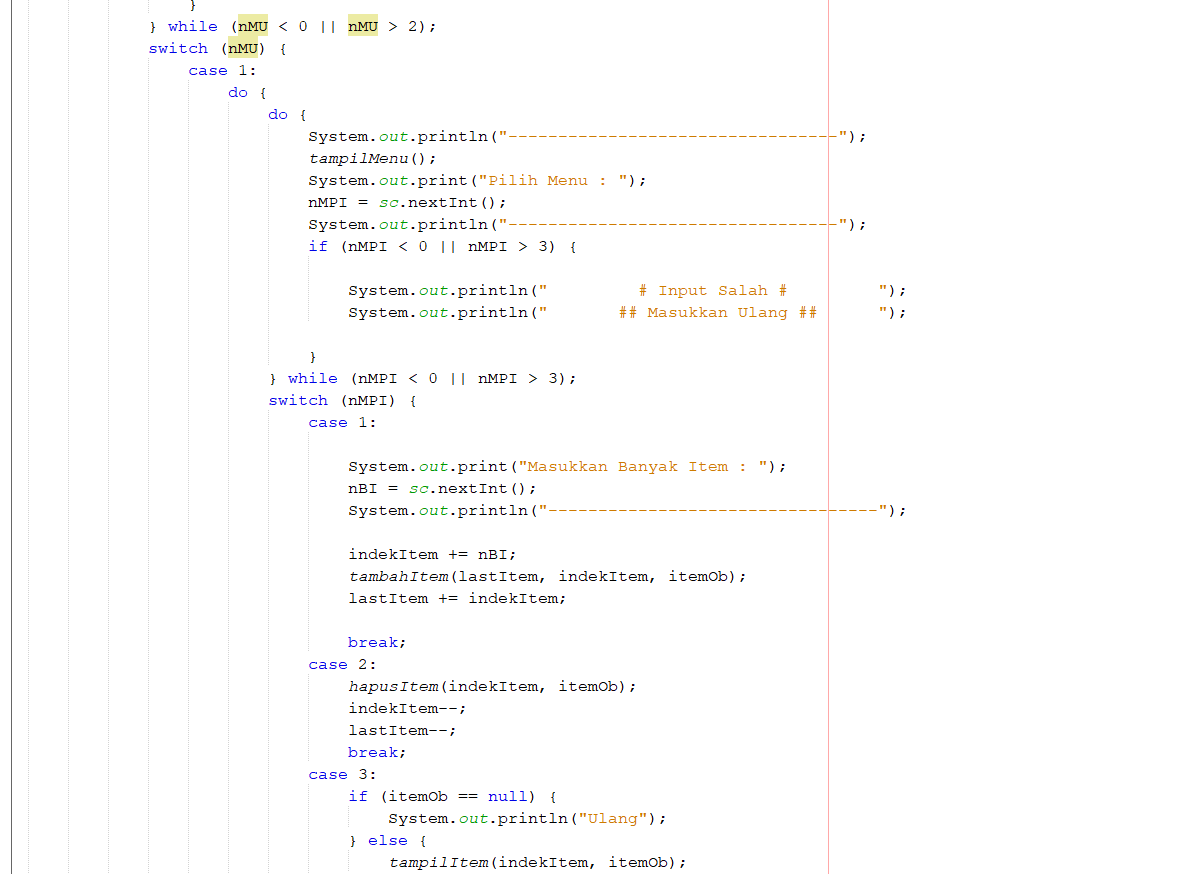 }
} while (nMU < 0 || nMU > 2);
switch (nMU) {
case 1:
do {
do {
System.out.println("---------------------------------");
tampilMenu();
System.out.print("Pilih Menu : ");
nMPI = sc.nextInt();
System.out.println("---------------------------------");
if (nMPI < 0 || nMPI > 3) {
System.out.println("         # Input Salah #         ");
System.out.println("       ## Masukkan Ulang ##      ");
}
} while (nMPI < 0 || nMPI > 3);
switch (nMPI) {
case 1:
System.out.print("Masukkan Banyak Item : ");
nBI = sc.nextInt();
System.out.println("---------------------------------");
indekItem += nBI;
tambahItem(lastItem, indekItem, itemOb);
lastItem += indekItem;
break;
case 2:
hapusItem(indekItem, itemOb);
indekItem--;
lastItem--;
break;
case 3:
if (itemOb == null) {
System.out.println("Ulang");
} else {
tampilItem(indekItem, itemOb);